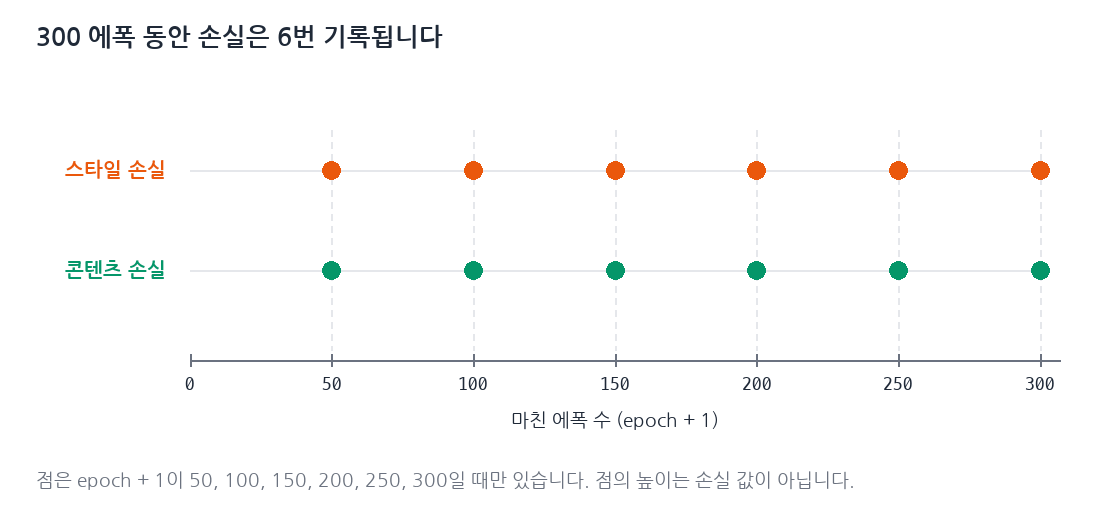 300 에폭 동안 손실은 6번 기록됩니다
스타일 손실
콘텐츠 손실
0 50 100 150 200 250 300
마친 에폭 수 (epoch + 1)
점은 epoch + 1이 50, 100, 150, 200, 250, 300일 때만 있습니다. 점의 높이는 손실 값이 아닙니다.